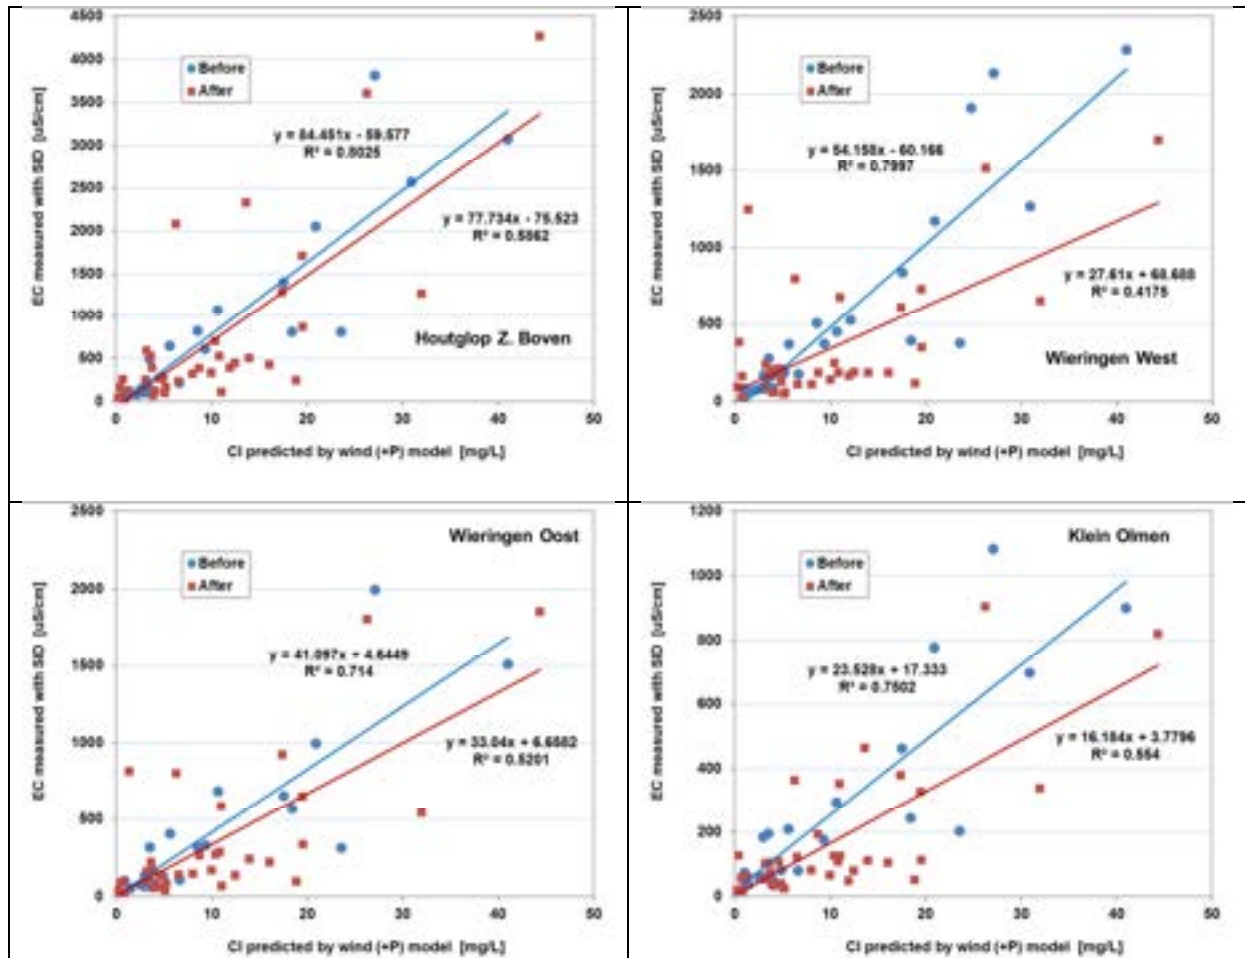 4500
4000
3500
3000
2500
2000
1500
1000
500
0
0 10 20 30 40 50
EC measured with SID [uS/cm]
Cl predicted by wind (+P) model [mg/L]
Before
After
y = 84.451x - 59.577
R² = 0.8025
y = 77.734x - 75.523
R² = 0.5862
Houtglop Z. Boven
2500
2000
1500
1000
500
0
0 10 20 30 40 50
EC measured with SID [uS/cm]
Cl predicted by wind (+P) model [mg/L]
Before
After
y = 54.158x - 60.166
R² = 0.7997
y = 27.61x + 68.688
R² = 0.4175
Wieringen West
2500
2000
1500
1000
500
0
0 10 20 30 40 50
EC measured with SID [uS/cm]
Cl predicted by wind (+P) model [mg/L]
Wieringen Oost
Before
After
y = 41.097x - 4.6449
R² = 0.714
y = 33.04x + 6.6582
R² = 0.5201
1200
1000
800
600
400
200
0
0 10 20 30 40 50
EC measured with SID [uS/cm]
Cl predicted by wind (+P) model [mg/L]
Klein Olmen
Before
After
y = 23.528x + 17.333
R² = 0.7502
y = 16.184x + 3.7796
R² = 0.554